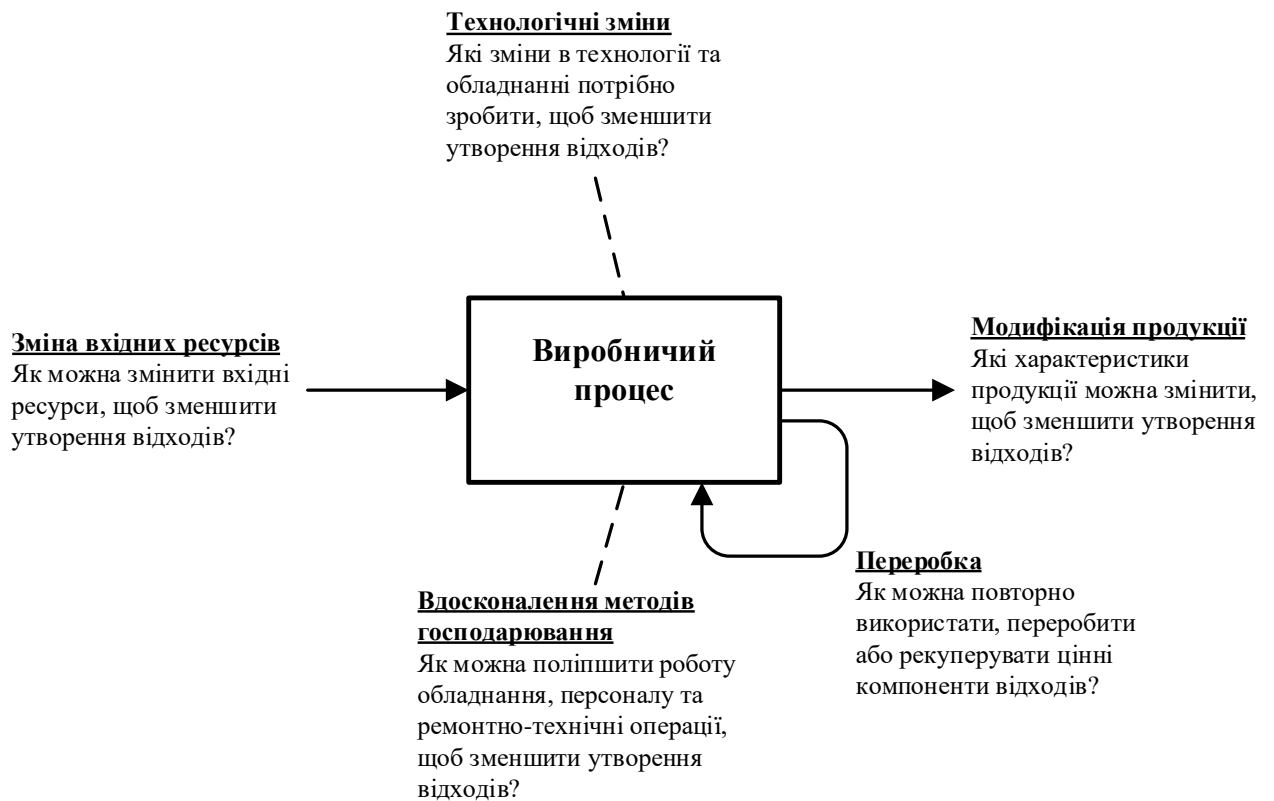 Технологічні зміни
Які зміни в технології та
обладнанні потрібно
зробити, щоб зменшити
утворення відходів?
Зміна вхідних ресурсів
Як можна змінити вхідні
ресурси, щоб зменшити
утворення відходів?
Виробничий
процес
Модифікація продукції
Які характеристики
продукції можна змінити,
щоб зменшити утворення
відходів?
Переробка
Як можна повторно
використати, переробити
або рекуперувати цінні
компоненти відходів?
Вдосконалення методів
господарювання
Як можна поліпшити роботу
обладнання, персоналу та
ремонтно-технічні операції,
щоб зменшити утворення
відходів?